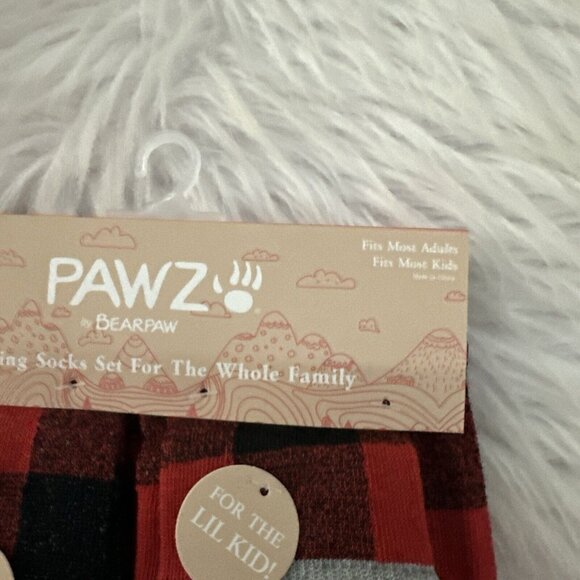 PAWZ
by BEARPAW
Fits Most Adults
Fits Most Kids
Made in China
ing Socks Set For The Whole Family
FOR THE
LIL KID!